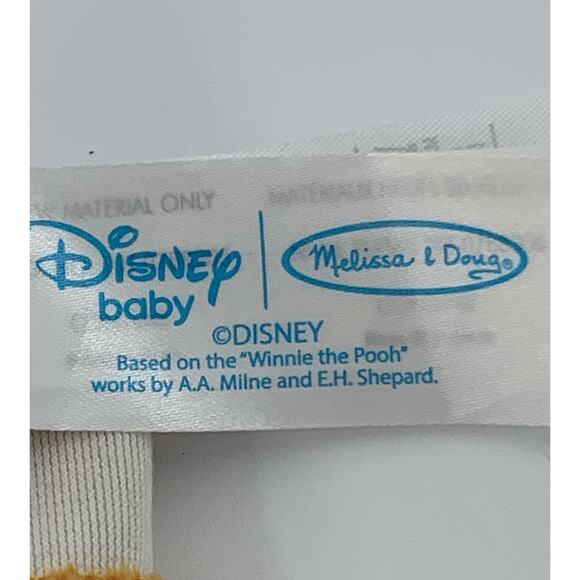 MATERIAL ONLY
Disney baby
Melissa & Doug®
©DISNEY
Based on the "Winnie the Pooh"
works by A.A. Milne and E.H. Shepard.